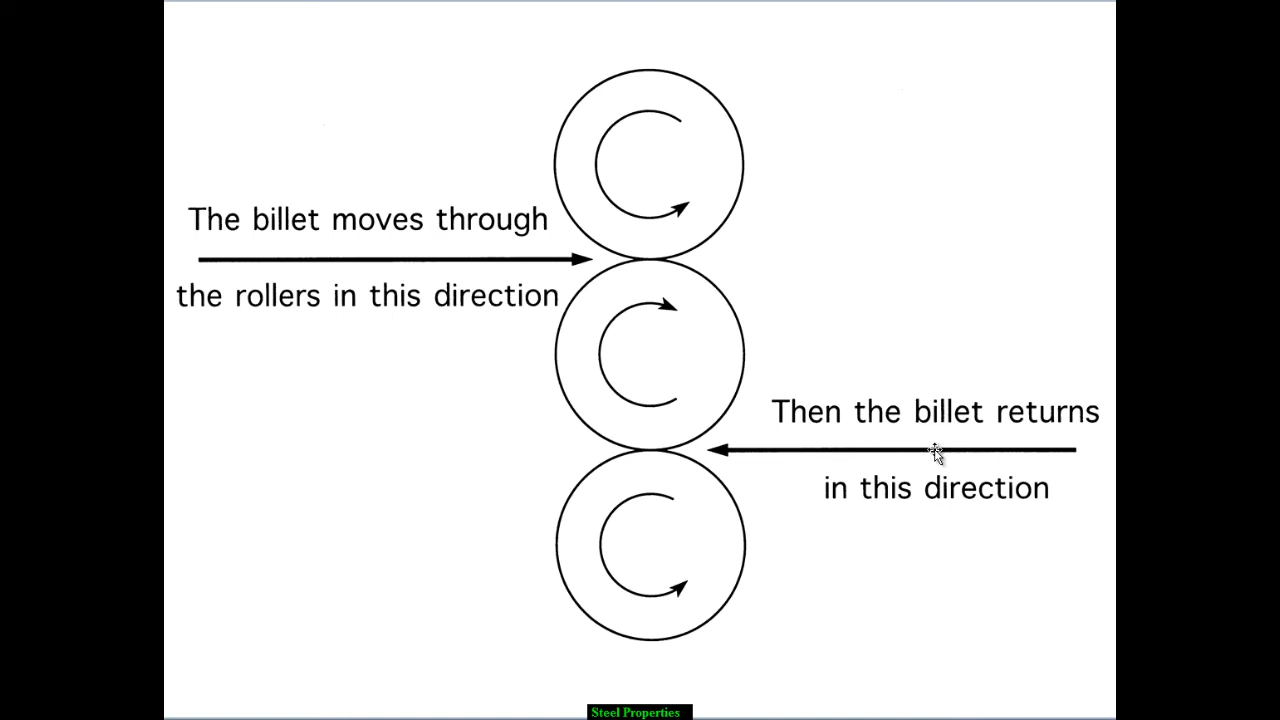 The billet moves through
the rollers in this direction
Then the billet returns
in this direction
Steel Properties